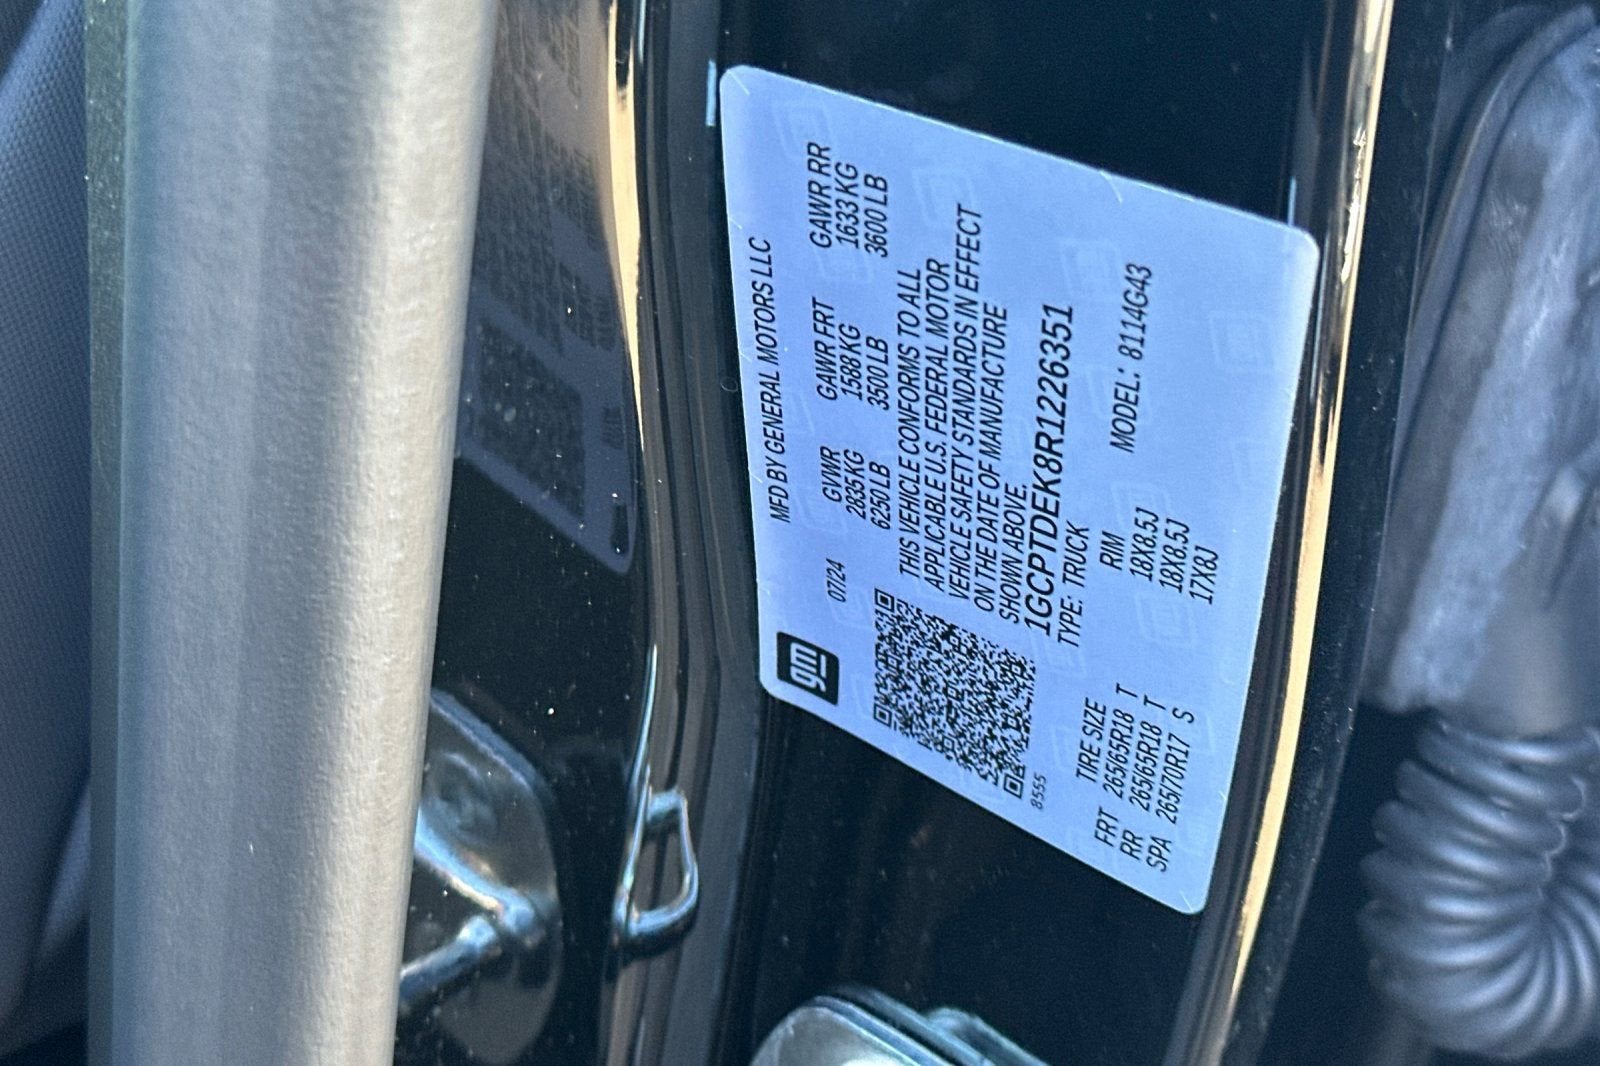 MFD BY GENERAL MOTORS LLC
gm
07/24 GVWR GAWR FRT GAWR RR
2835KG 1588 KG 1633 KG
6250 LB 3500 LB 3600 LB
THIS VEHICLE CONFORMS TO ALL
APPLICABLE U.S. FEDERAL MOTOR
VEHICLE SAFETY STANDARDS IN EFFECT
ON THE DATE OF MANUFACTURE
SHOWN ABOVE.
1GCPTDEK8R1226351
8555
TYPE: TRUCK
MODEL: 8114G43
TIRE SIZE RIM
FRT 265/65R18 T 18X8.5J
RR 265/65R18 T 18X8.5J
SPA 265/70R17 S 17X8J